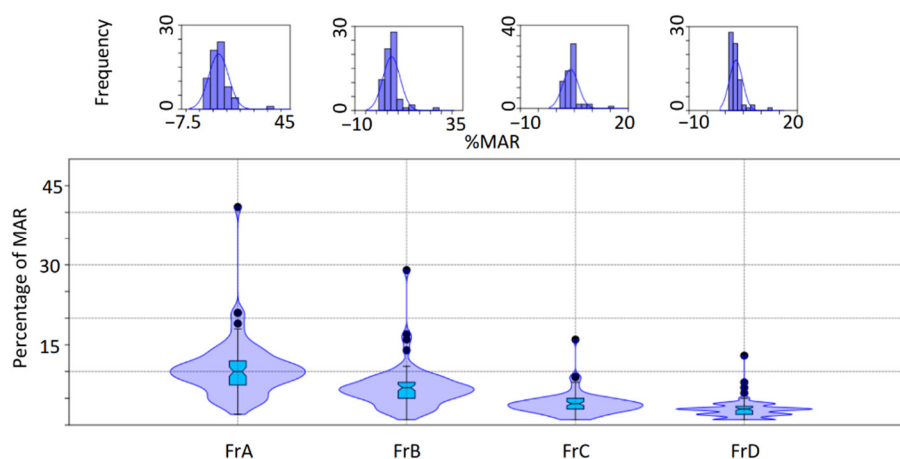 30 30 40 30
Frequency
0 0 0 0
−7.5 45 −10 35 −10 20 −10 20
%MAR
Percentage of MAR
45
30
15
FrA FrB FrC FrD